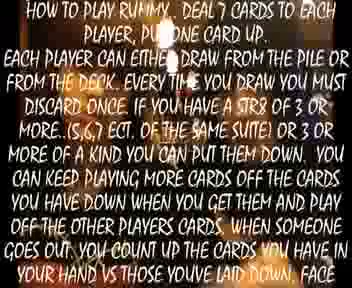 HOW TO PLAY RUMMY.. DEAL 7 CARDS TO EACH
PLAYER, PUT ONE CARD UP.
EACH PLAYER CAN EITHER DRAW FROM THE PILE OR
FROM THE DECK.. EVERY TIME YOU DRAW YOU MUST
DISCARD ONCE. IF YOU HAVE A STR8 OF 3 OR
MORE..(5,6,7 ECT. OF THE SAME SUITE) OR 3 OR
MORE OF A KIND YOU CAN PUT THEM DOWN. YOU
CAN KEEP PLAYING MORE CARDS OFF THE CARDS
YOU HAVE DOWN WHEN YOU GET THEM AND PLAY
OFF THE OTHER PLAYERS CARDS, WHEN SOMEONE
GOES OUT, YOU COUNT UP THE CARDS YOU HAVE IN
YOUR HAND VS THOSE YOUVE LAID DOWN, FACE